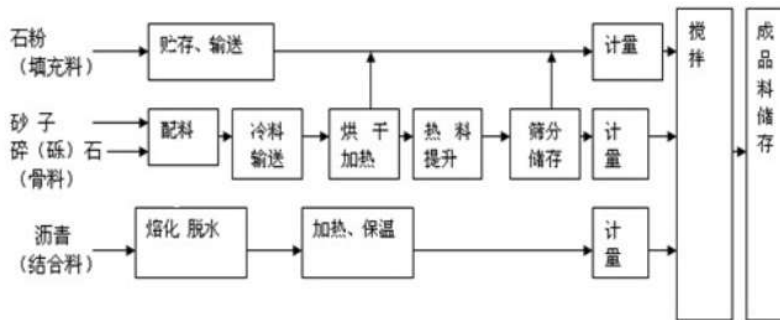 石粉
（填充料）
贮存、输送
计量
砂 子
碎（砾）石
（骨料）
配料
冷料
输送
烘 干
加热
热 料
提升
筛分
储存
计
量
沥青
（结合料）
熔化 脱水
加热、保温
计
量
搅
拌
成
品
料
储
存